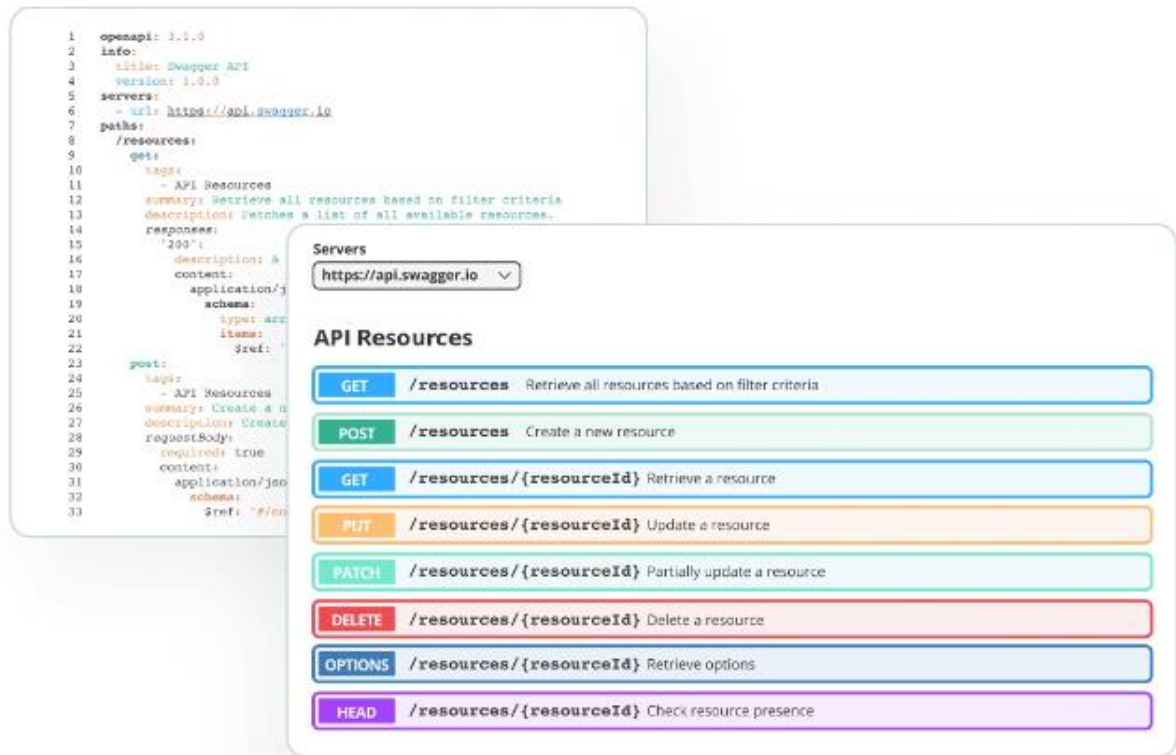 1 openapi: 3.1.0
2 info:
3 title: Swagger API
4 version: 1.0.0
5 servers:
6 - url: https://api.swagger.io
7 paths:
8 /resources:
9 get:
10 tags:
11 - API Resources
12 summary: Retrieve all resources based on filter criteria
13 description: Fetches a list of all available resources.
14 responses:
15 '200':
16 description: A
17 content:
18 application/j
19 schema:
20 type: arr
21 items:
22 $ref: '
23 post:
24 tags:
25 - API Resources
26 summary: Create a n
27 description: Create
28 requestBody:
29 required: true
30 content:
31 application/jso
32 schema:
33 $ref: '#/co
Servers
https://api.swagger.io
API Resources
GET /resources Retrieve all resources based on filter criteria
POST /resources Create a new resource
GET /resources/{resourceId} Retrieve a resource
PUT /resources/{resourceId} Update a resource
PATCH /resources/{resourceId} Partially update a resource
DELETE /resources/{resourceId} Delete a resource
OPTIONS /resources/{resourceId} Retrieve options
HEAD /resources/{resourceId} Check resource presence